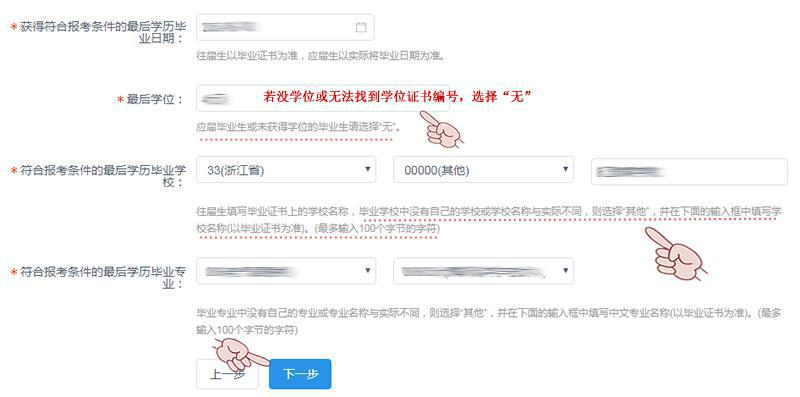 *获得符合报考条件的最后学历毕
业日期：
往届生以毕业证书为准，应届生以实际将毕业日期为准。
*最后学位：
若没学位或无法找到学位证书编号，选择“无”
应届毕业生或未获得学位的毕业生请选择“无”。
*符合报考条件的最后学历毕业学
校：
33(浙江省)
00000(其他)
往届生填写毕业证书上的学校名称，毕业学校中没有自己的学校或学校名称与实际不同，则选择“其他”，并在下面的输入框中填写学
校名称(以毕业证书为准)。(最多输入100个字节的字符)
*符合报考条件的最后学历毕业专
业：
毕业专业中没有自己的专业或专业名称与实际不同，则选择“其他”，并在下面的输入框中填写中文专业名称(以毕业证书为准)。(最多
输入100个字节的字符)
上一步
下一步